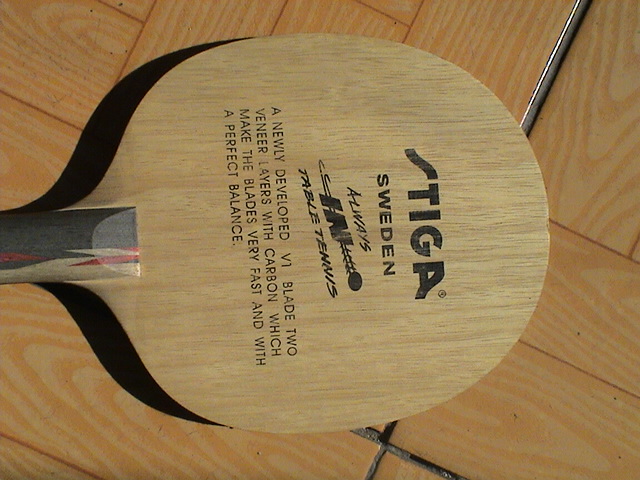 STIGA®
SWEDEN
ALWAYS
TABLE TENNIS
A NEWLY DEVELOPED V1 BLADE TWO
VENEER LAYERS WITH CARBON WHICH
MAKE THE BLADES VERY FAST AND WITH
A PERFECT BALANCE.